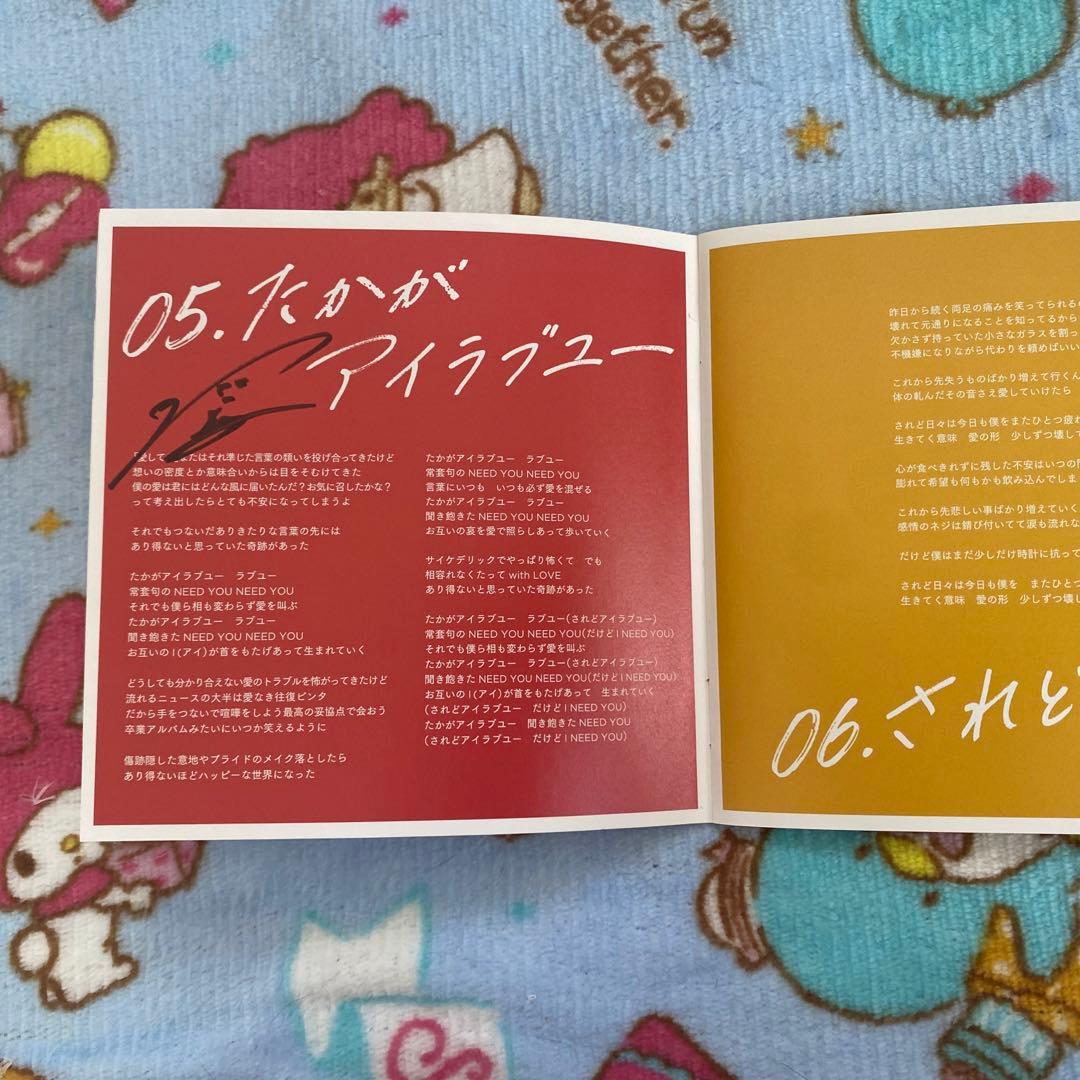 fun
together.
05.たかが
アイラブユー
「愛して
たはそれ準じた言葉の類いを投げ合ってきたけど
想いの密度とか意味合いからは目をそむけてきた
僕の愛は君にはどんな風に届いたんだ？お気に召したかな？
って考え出したらとても不安になってしまうよ
それでもつないだありきたりな言葉の先には
あり得ないと思っていた奇跡があった
たかがアイラブユー　ラブユー
常套句の NEED YOU NEED YOU
それでも僕ら相も変わらず愛を叫ぶ
たかがアイラブユー　ラブユー
聞き飽きた NEED YOU NEED YOU
お互いの I(アイ)が首をもたげあって生まれていく
どうしても分かり合えない愛のトラブルを怖がってきたけど
流れるニュースの大半は愛なき往復ビンタ
だから手をつないで喧嘩をしよう最高の妥協点で会おう
卒業アルバムみたいにいつか笑えるように
傷跡隠した意地やプライドのメイク落としたら
あり得ないほどハッピーな世界になった
たかがアイラブユー　ラブユー
常套句の NEED YOU NEED YOU
言葉にいつも　いつも必ず愛を混ぜる
たかがアイラブユー　ラブユー
聞き飽きた NEED YOU NEED YOU
お互いの哀を愛で照らしあって歩いていく
サイケデリックでやっぱり怖くて　でも
相容れなくたって with LOVE
あり得ないと思っていた奇跡があった
たかがアイラブユー　ラブユー(されどアイラブユー)
常套句の NEED YOU NEED YOU(だけど I NEED YOU)
それでも僕ら相も変わらず愛を叫ぶ
たかがアイラブユー　ラブユー(されどアイラブユー)
聞き飽きた NEED YOU NEED YOU(だけど I NEED YOU)
お互いの I(アイ)が首をもたげあって　生まれていく
(されどアイラブユー　だけど I NEED YOU)
たかがアイラブユー　聞き飽きた NEED YOU
(されどアイラブユー　だけど I NEED YOU)
昨日から続く両足の痛みを笑ってられる
壊れて元通りになることを知ってるから
欠かさず持っていた小さなガラスを割っ
不機嫌になりながら代わりを頼めばいい
これから先失うものばかり増えて行く
体の軋んだその音さえ愛していけたら
されど日々は今日も僕をまたひとつ疲れ
生きてく意味　愛の形　少しずつ壊して
心が食べきれずに残した不安はいつの
膨れて希望も何もかも飲み込んでしま
これから先悲しい事ばかり増えていく
感情のネジは錆び付いてて涙も流れな
だけど僕はまだ少しだけ時計に抗って
されど日々は今日も僕を　またひとつ
生きてく意味　愛の形　少しずつ壊し
06.されど